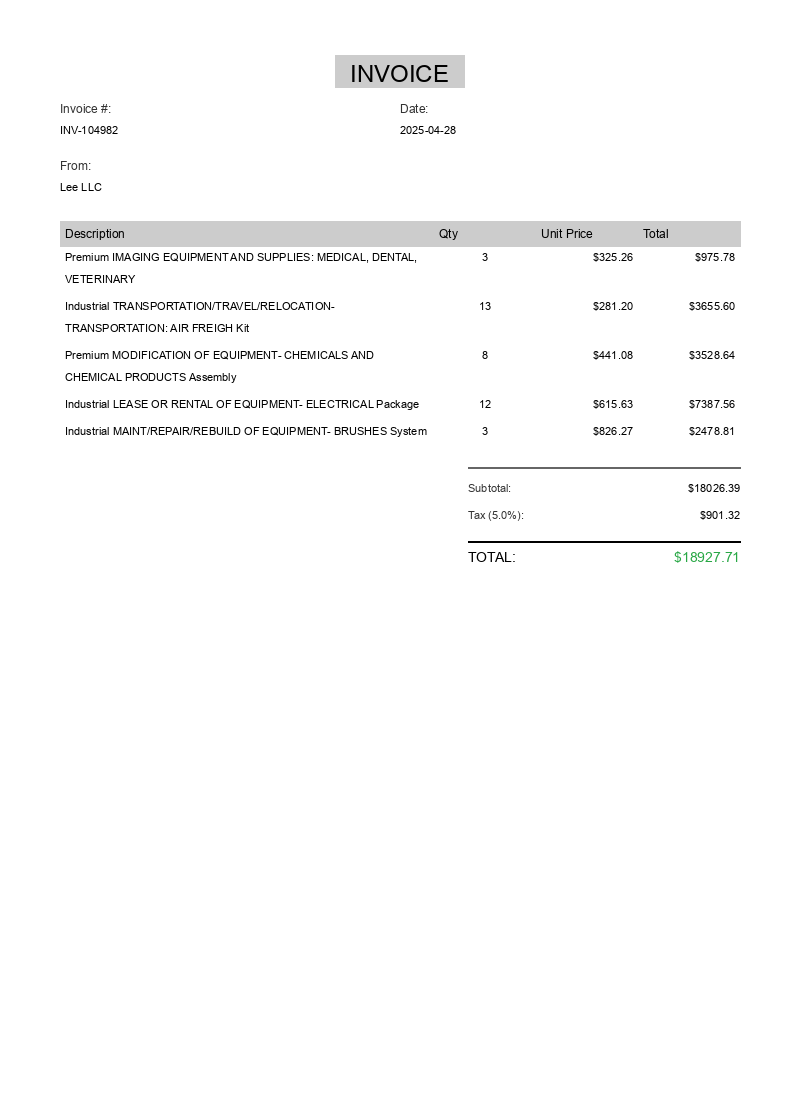 INVOICE
Invoice #:
Date:
INV-104982
2025-04-28
From:
Lee LLC
Description Qty Unit Price Total
Premium IMAGING EQUIPMENT AND SUPPLIES: MEDICAL, DENTAL, 3 $325.26 $975.78
VETERINARY
Industrial TRANSPORTATION/TRAVEL/RELOCATION- 13 $281.20 $3655.60
TRANSPORTATION: AIR FREIGH Kit
Premium MODIFICATION OF EQUIPMENT- CHEMICALS AND 8 $441.08 $3528.64
CHEMICAL PRODUCTS Assembly
Industrial LEASE OR RENTAL OF EQUIPMENT- ELECTRICAL Package 12 $615.63 $7387.56
Industrial MAINT/REPAIR/REBUILD OF EQUIPMENT- BRUSHES System 3 $826.27 $2478.81
Subtotal: $18026.39
Tax (5.0%): $901.32
TOTAL: $18927.71